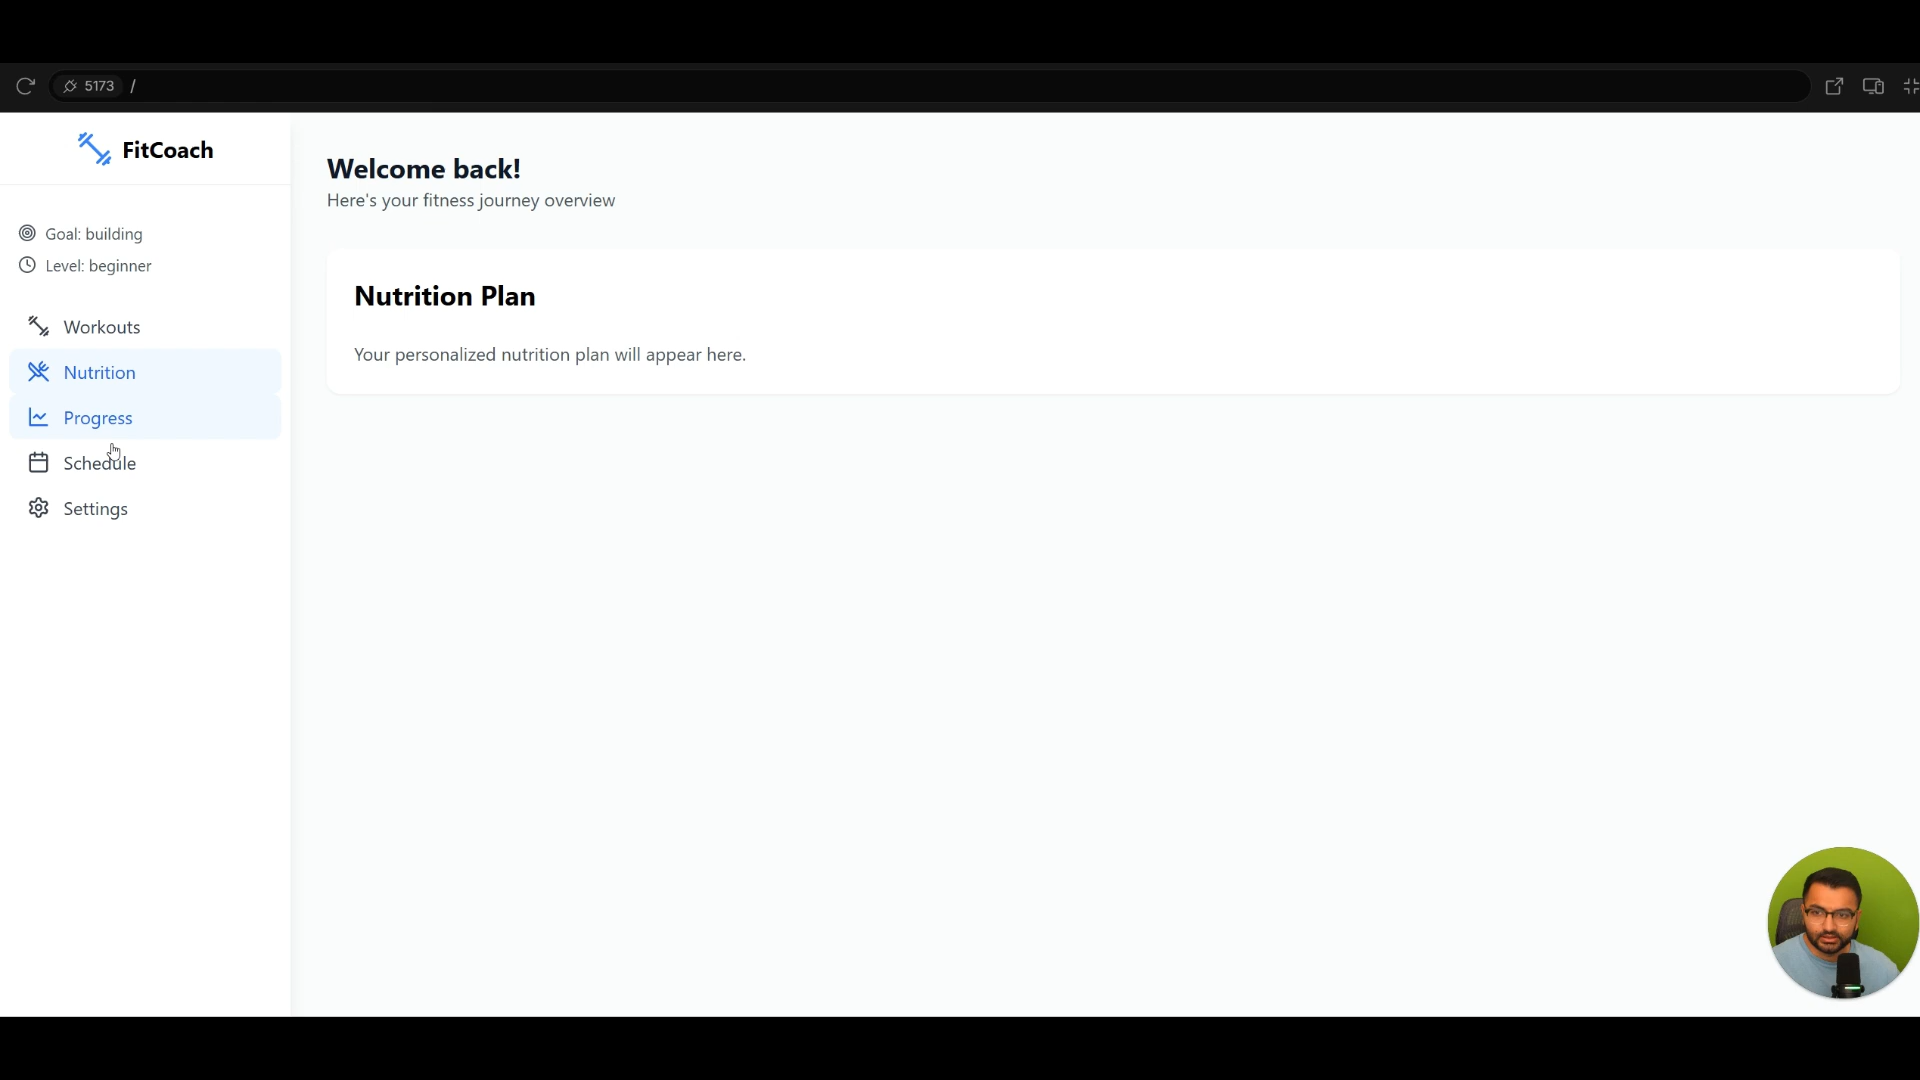 5173 /
FitCoach
Goal: building
Level: beginner
Workouts
Nutrition
Progress
Schedule
Settings
Welcome back!
Here's your fitness journey overview
Nutrition Plan
Your personalized nutrition plan will appear here.